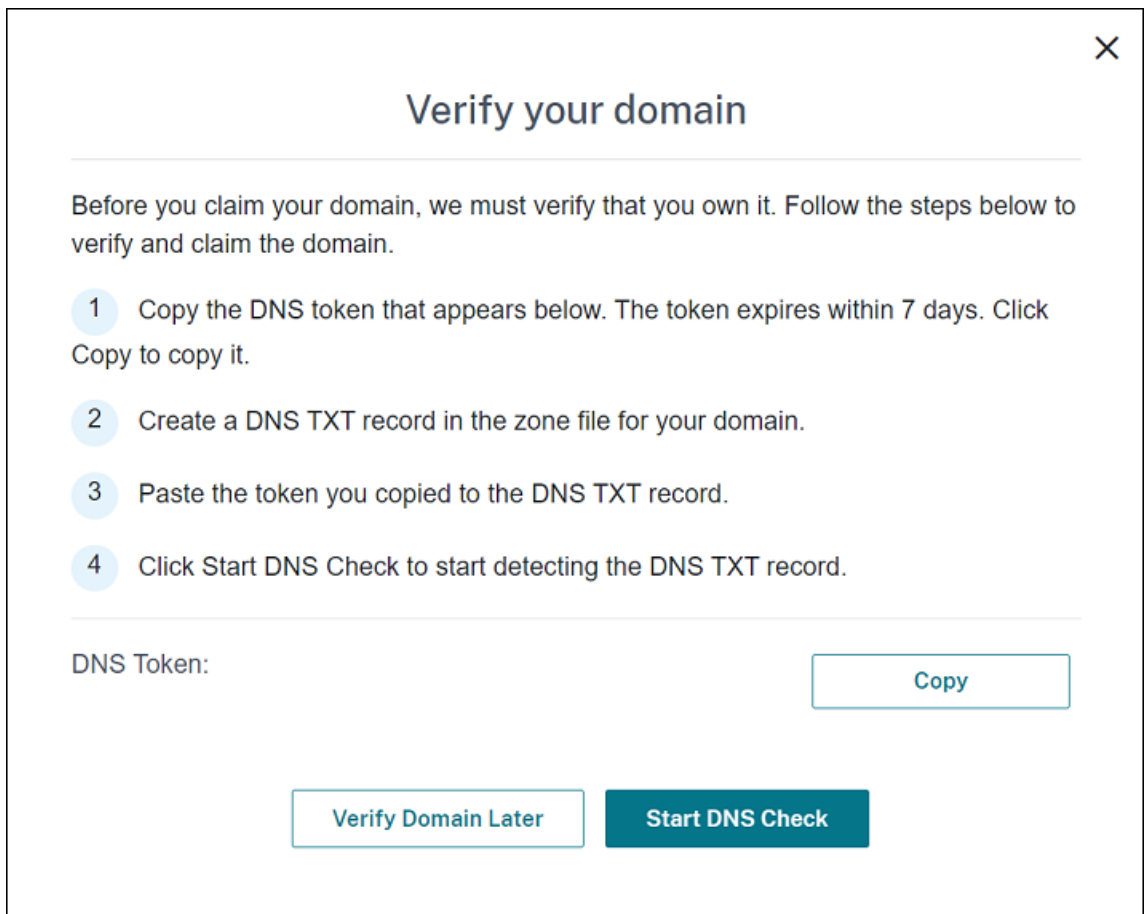 Verify your domain
Before you claim your domain, we must verify that you own it. Follow the steps below to
verify and claim the domain.
1 Copy the DNS token that appears below. The token expires within 7 days. Click
Copy to copy it.
2 Create a DNS TXT record in the zone file for your domain.
3 Paste the token you copied to the DNS TXT record.
4 Click Start DNS Check to start detecting the DNS TXT record.
DNS Token:
Copy
Verify Domain Later
Start DNS Check